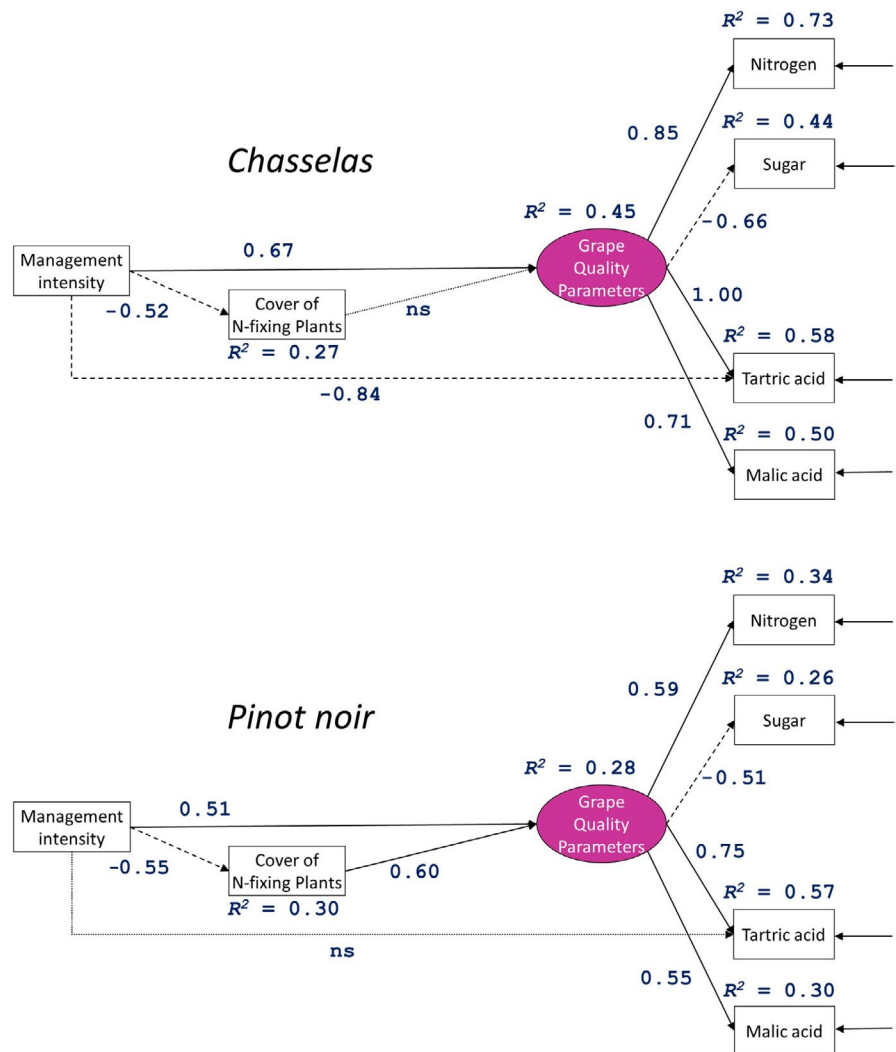 R² = 0.73
Nitrogen
0.85
R² = 0.44
Chasselas
Sugar
R² = 0.45
-0.66
Management
intensity
0.67
Grape
Quality
Parameters
1.00
-0.52
Cover of
N-fixing Plants
ns
R² = 0.27
R² = 0.58
Tartric acid
-0.84
0.71
R² = 0.50
Malic acid
R² = 0.34
Nitrogen
0.59
R² = 0.26
Pinot noir
Sugar
R² = 0.28
-0.51
Management
intensity
0.51
Grape
Quality
Parameters
0.75
-0.55
Cover of
N-fixing Plants
0.60
R² = 0.30
R² = 0.57
Tartric acid
ns
0.55
R² = 0.30
Malic acid